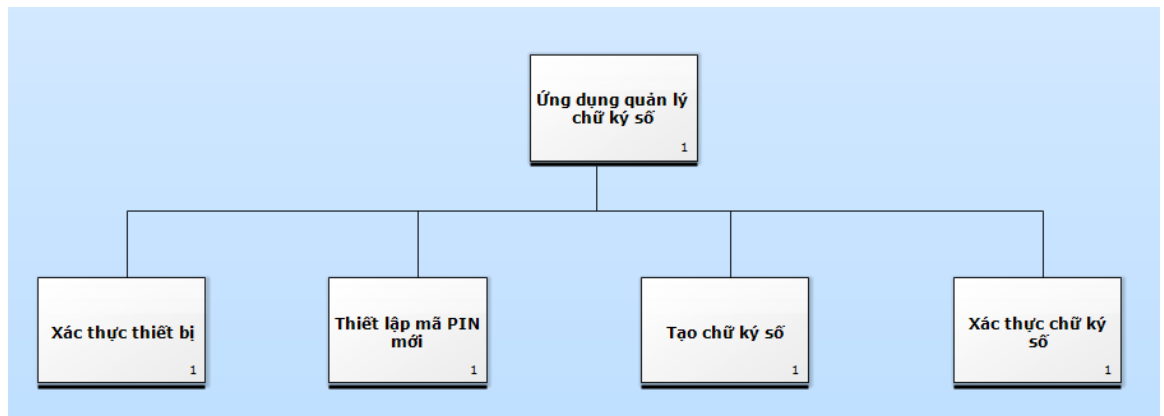 Ứng dụng quản lý
chữ ký số
1
Xác thực thiết bị
1
Thiết lập mã PIN
mới
1
Tạo chữ ký số
1
Xác thực chữ ký
số
1